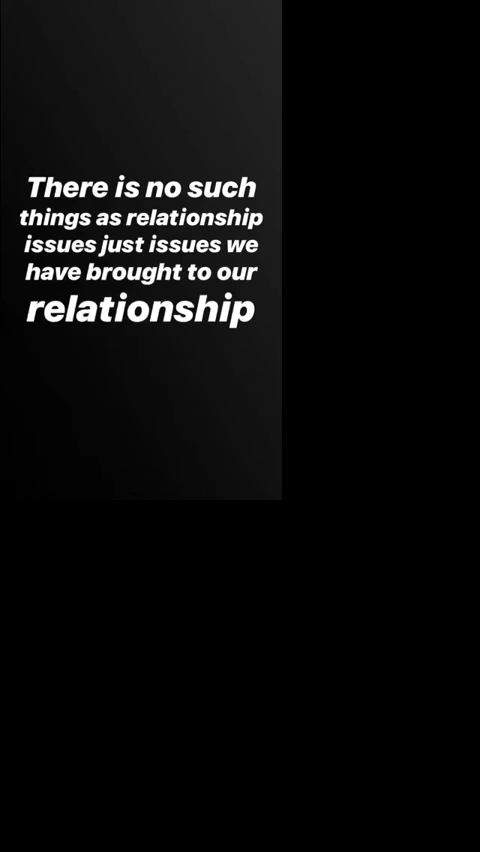 There is no such
things as relationship
issues just issues we
have brought to our
relationship